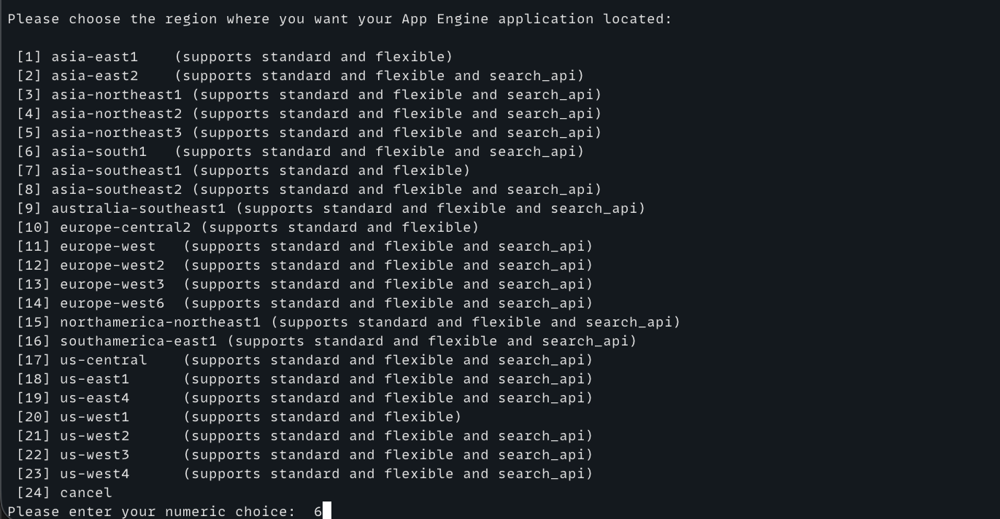 Please choose the region where you want your App Engine application located:

 [1] asia-east1    (supports standard and flexible)
 [2] asia-east2    (supports standard and flexible and search_api)
 [3] asia-northeast1 (supports standard and flexible and search_api)
 [4] asia-northeast2 (supports standard and flexible and search_api)
 [5] asia-northeast3 (supports standard and flexible and search_api)
 [6] asia-south1   (supports standard and flexible and search_api)
 [7] asia-southeast1 (supports standard and flexible)
 [8] asia-southeast2 (supports standard and flexible and search_api)
 [9] australia-southeast1 (supports standard and flexible and search_api)
 [10] europe-central2 (supports standard and flexible)
 [11] europe-west   (supports standard and flexible and search_api)
 [12] europe-west2  (supports standard and flexible and search_api)
 [13] europe-west3  (supports standard and flexible and search_api)
 [14] europe-west6  (supports standard and flexible and search_api)
 [15] northamerica-northeast1 (supports standard and flexible and search_api)
 [16] southamerica-east1 (supports standard and flexible and search_api)
 [17] us-central    (supports standard and flexible and search_api)
 [18] us-east1      (supports standard and flexible and search_api)
 [19] us-east4      (supports standard and flexible and search_api)
 [20] us-west1      (supports standard and flexible)
 [21] us-west2      (supports standard and flexible and search_api)
 [22] us-west3      (supports standard and flexible and search_api)
 [23] us-west4      (supports standard and flexible and search_api)
 [24] cancel
Please enter your numeric choice:  6